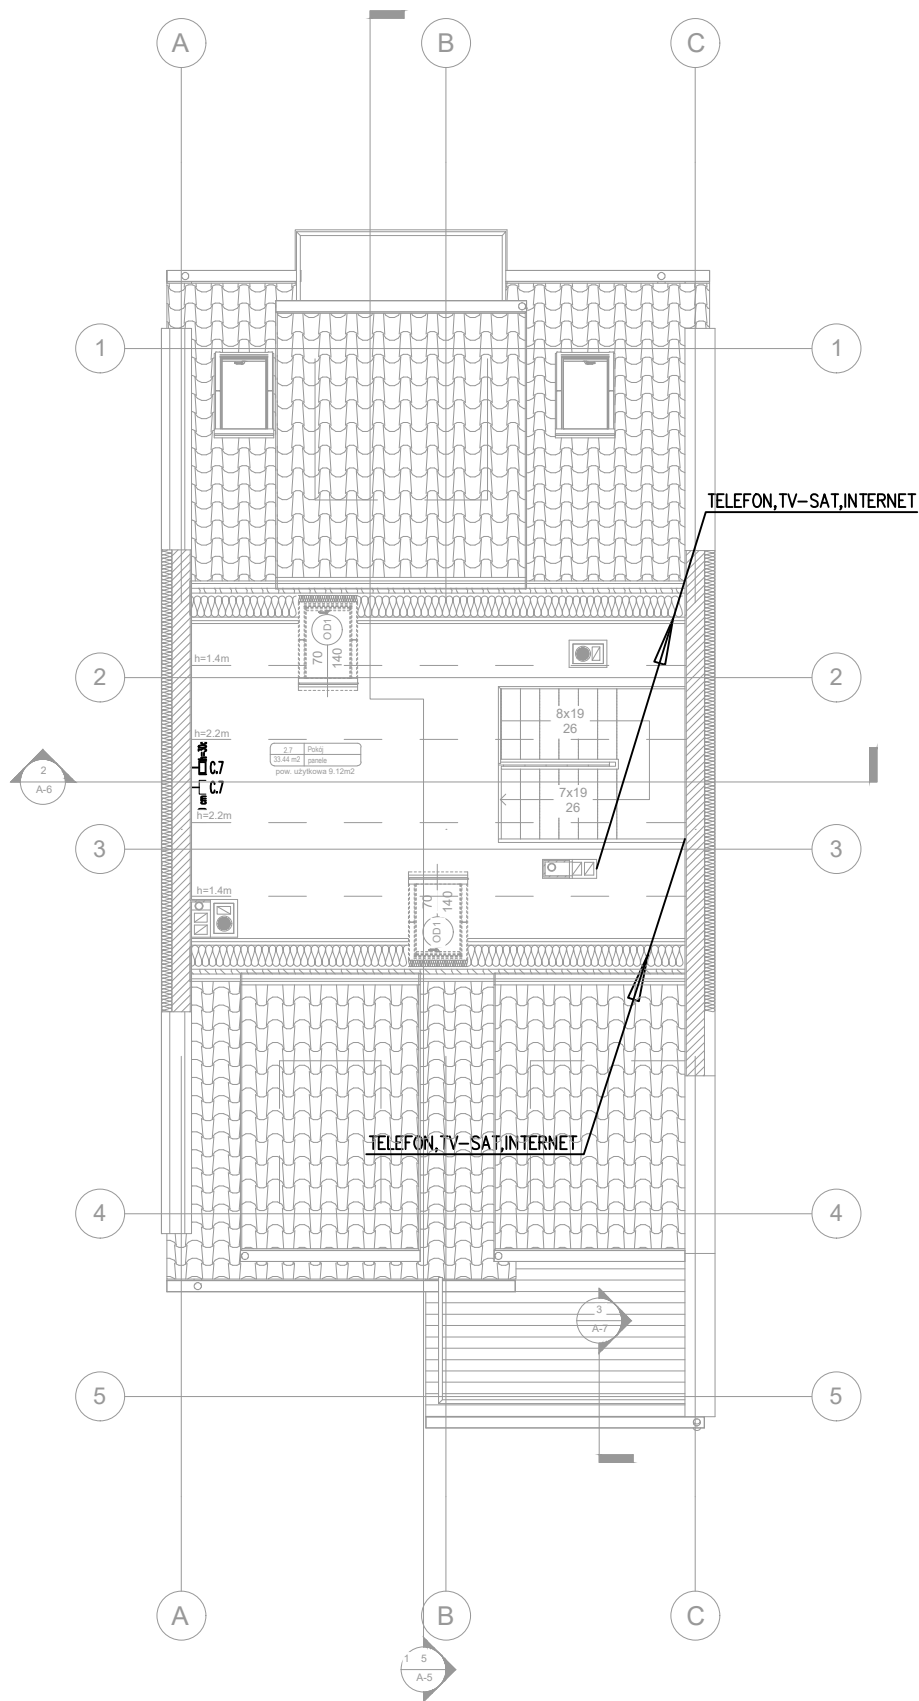 A
B
C
1
1
TELEFON,TV-SAT,INTERNET
OD1
70
140
h=1.4m
2
2
8x19
26
h=2.2m
2.7 Pokój
33.44 m2 panele
pow. użytkowa 9.12m2
C.7
2
A-6
C.7
7x19
26
h=2.2m
3
3
h=1.4m
70
140
OD1
TELEFON,TV-SAT,INTERNET
4
4
3
A-7
5
5
A
B
C
1 5
A-5